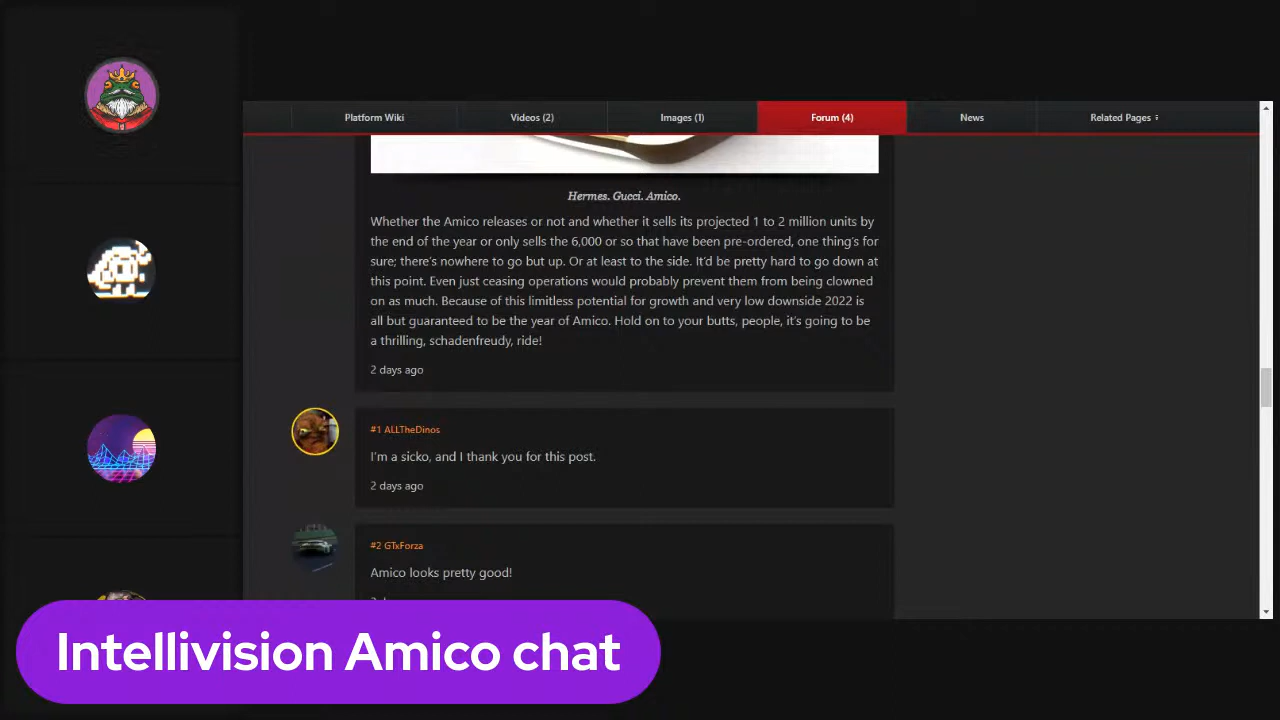 Platform Wiki
Videos (2)
Images (1)
Forum (4)
News
Related Pages
Hermes. Gucci. Amico.
Whether the Amico releases or not and whether it sells its projected 1 to 2 million units by
the end of the year or only sells the 6,000 or so that have been pre-ordered, one thing's for
sure; there's nowhere to go but up. Or at least to the side. It'd be pretty hard to go down at
this point. Even just ceasing operations would probably prevent them from being clowned
on as much. Because of this limitless potential for growth and very low downside 2022 is
all but guaranteed to be the year of Amico. Hold on to your butts, people, it's going to be
a thrilling, schadenfreudy, ride!
2 days ago
#1 ALLTheDinos
I'm a sicko, and I thank you for this post.
2 days ago
#2 GTxForza
Amico looks pretty good!
Intellivision Amico chat